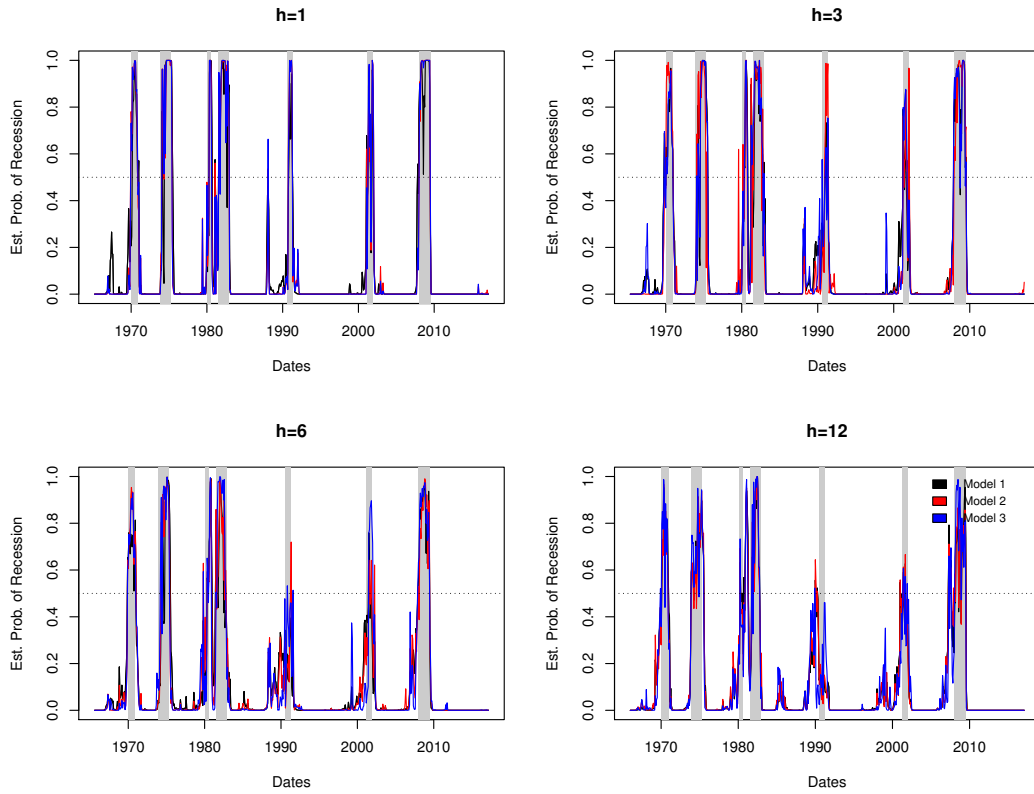 h=1
Est. Prob. of Recession
0.0 0.2 0.4 0.6 0.8 1.0
1970 1980 1990 2000 2010
Dates
h=3
Est. Prob. of Recession
0.0 0.2 0.4 0.6 0.8 1.0
1970 1980 1990 2000 2010
Dates
h=6
Est. Prob. of Recession
0.0 0.2 0.4 0.6 0.8 1.0
1970 1980 1990 2000 2010
Dates
h=12
Est. Prob. of Recession
0.0 0.2 0.4 0.6 0.8 1.0
Model 1
Model 2
Model 3
1970 1980 1990 2000 2010
Dates